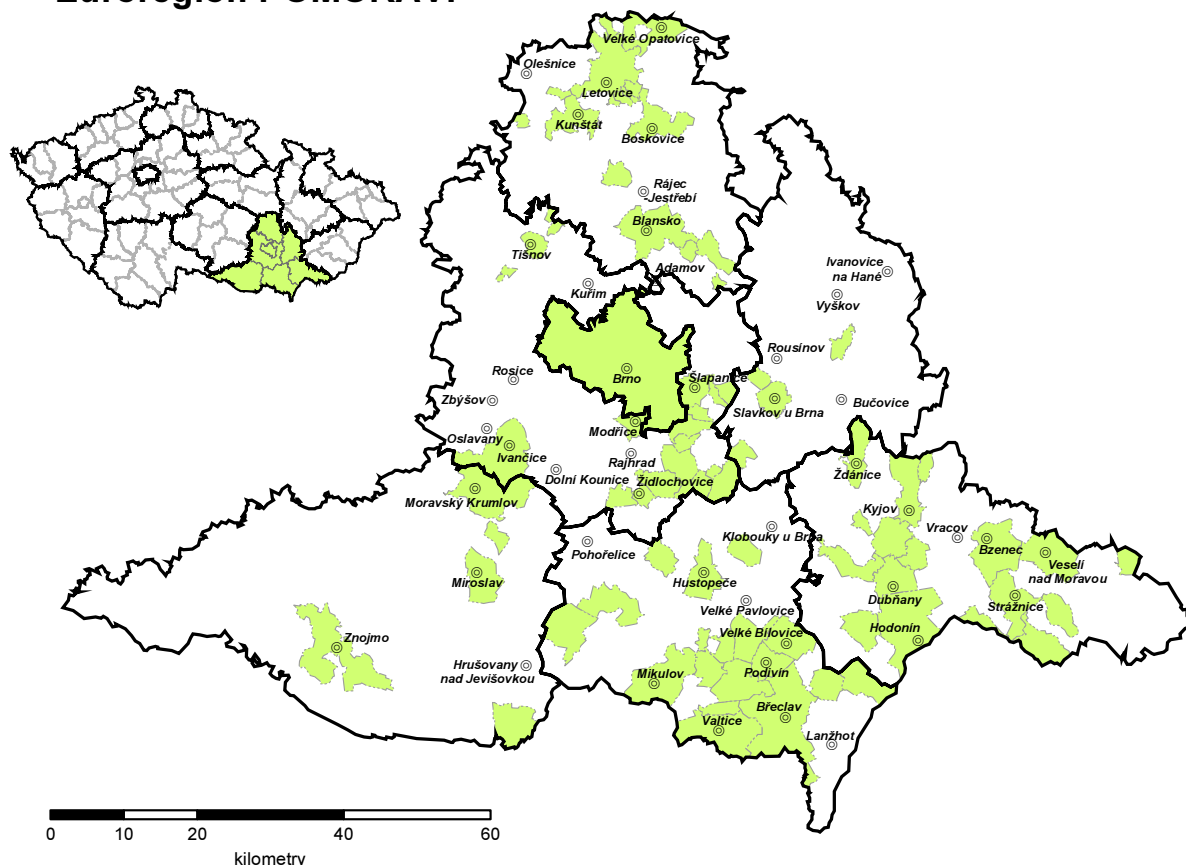 Euroregion POMORAVÍ
Velké Opatovice
Olešnice
Letovice
Kunštát
Boskovice
Rájec
-Jestřebí
Blansko
Tišnov
Adamov
Ivanovice
na Hané
Kuřim
Vyškov
Rousínov
Brno
Rosice
Šlapanice
Zbýšov
Slavkov u Brna
Bučovice
Modřice
Oslavany
Ivančice
Rajhrad
Ždánice
Dolní Kounice
Židlochovice
Moravský Krumlov
Kyjov
Vracov
Klobouky u Brna
Pohořelice
Bzenec
Veselí
nad Moravou
Miroslav
Hustopeče
Dubňany
Strážnice
Velké Pavlovice
Znojmo
Velké Bílovice
Hodonín
Hrušovany
nad Jevišovkou
Podivín
Mikulov
Břeclav
Valtice
Lanžhot
0 10 20 40 60
kilometry